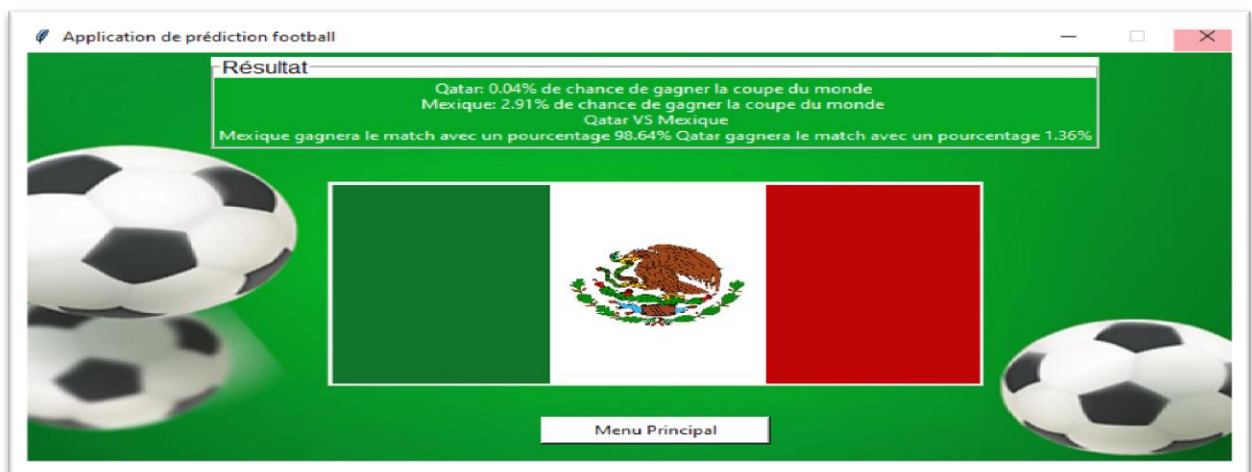 Application de prédiction football
Résultat
Qatar: 0.04% de chance de gagner la coupe du monde
Mexique: 2.91% de chance de gagner la coupe du monde
Qatar VS Mexique
Mexique gagnera le match avec un pourcentage 98.64% Qatar gagnera le match avec un pourcentage 1.36%
Menu Principal